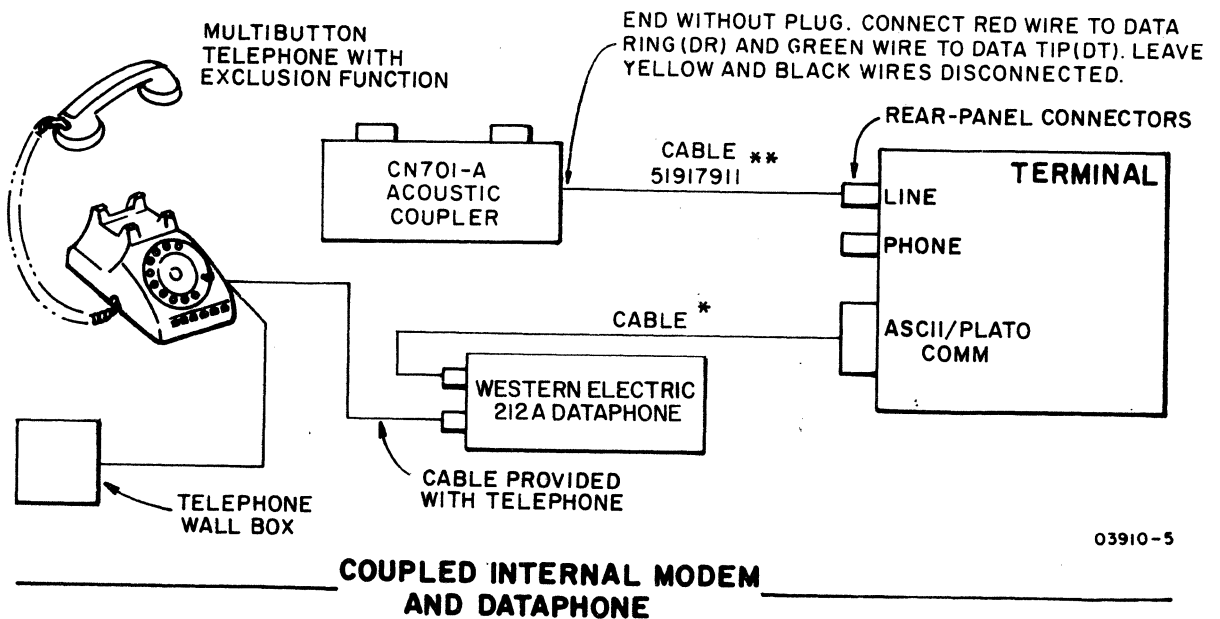 MULTIBUTTON
TELEPHONE WITH
EXCLUSION FUNCTION
END WITHOUT PLUG. CONNECT RED WIRE TO DATA
RING (DR) AND GREEN WIRE TO DATA TIP(DT). LEAVE
YELLOW AND BLACK WIRES DISCONNECTED.
REAR-PANEL CONNECTORS
CN701-A
ACOUSTIC
COUPLER
CABLE **
51917911
TERMINAL
LINE
PHONE
ASCII/PLATO
COMM
CABLE *
WESTERN ELECTRIC
212A DATAPHONE
CABLE PROVIDED
WITH TELEPHONE
TELEPHONE
WALL BOX
03910-5
COUPLED INTERNAL MODEM
AND DATAPHONE